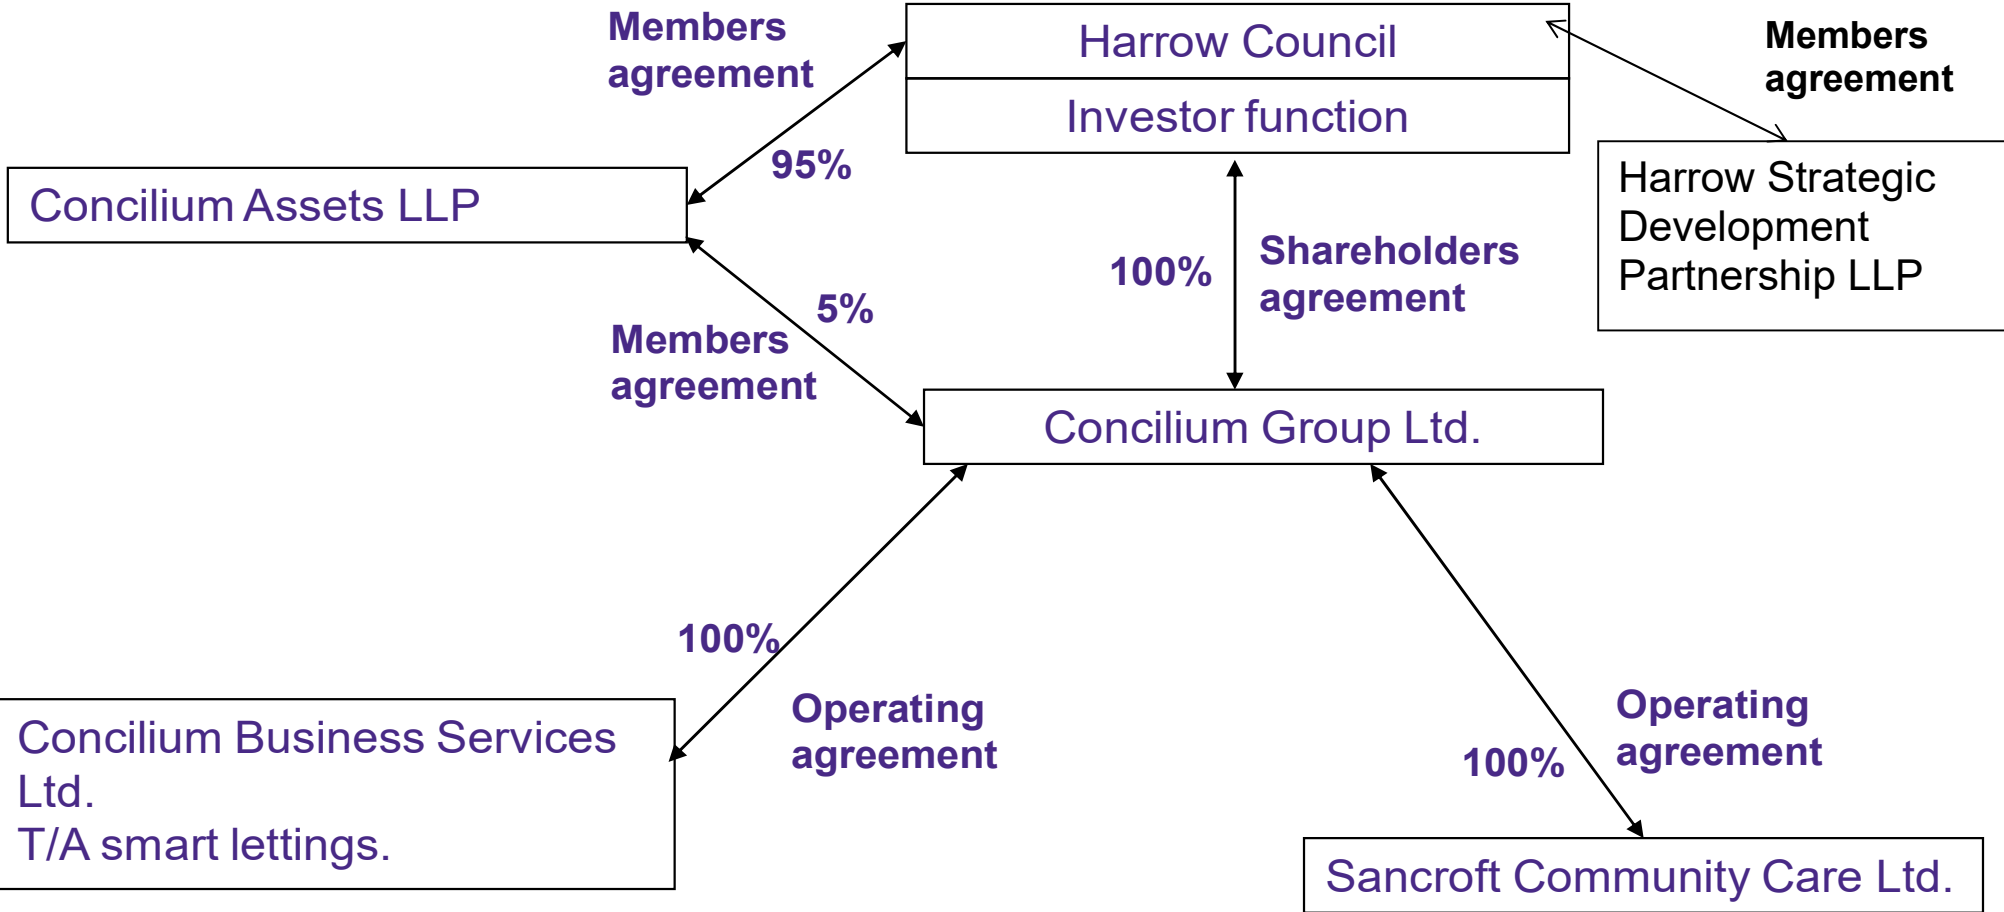 Members
agreement
Harrow Council
Members
agreement
Investor function
95%
Concilium Assets LLP
Harrow Strategic
Development
Partnership LLP
100%
Shareholders
agreement
5%
Members
agreement
Concilium Group Ltd.
100%
Operating
agreement
Operating
agreement
100%
Concilium Business Services
Ltd.
T/A smart lettings.
Sancroft Community Care Ltd.